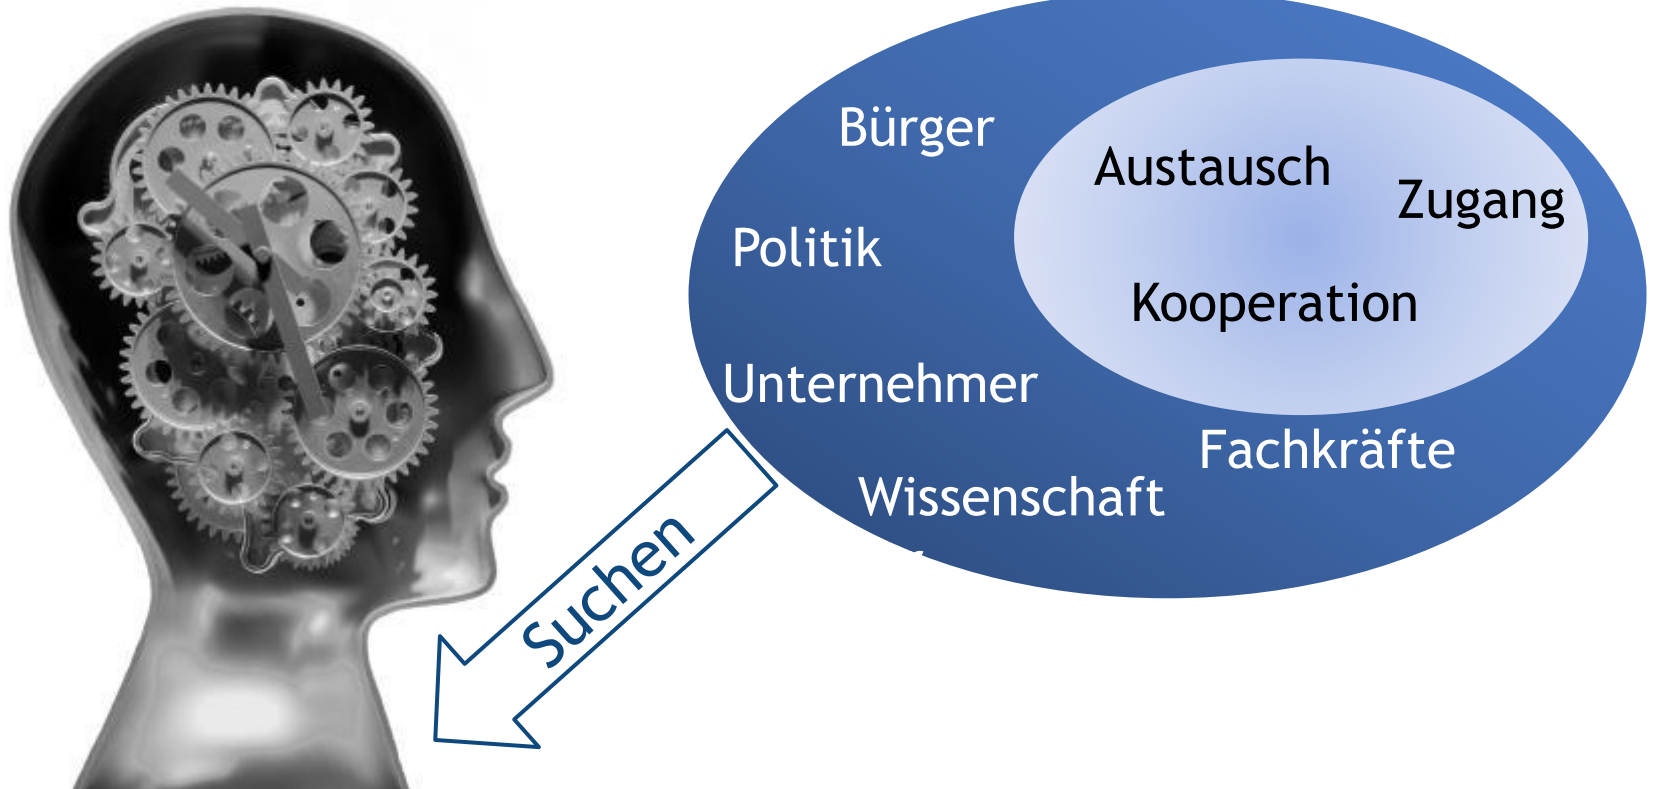 Bürger
Austausch
Zugang
Politik
Kooperation
Unternehmer
Fachkräfte
Wissenschaft
Suchen